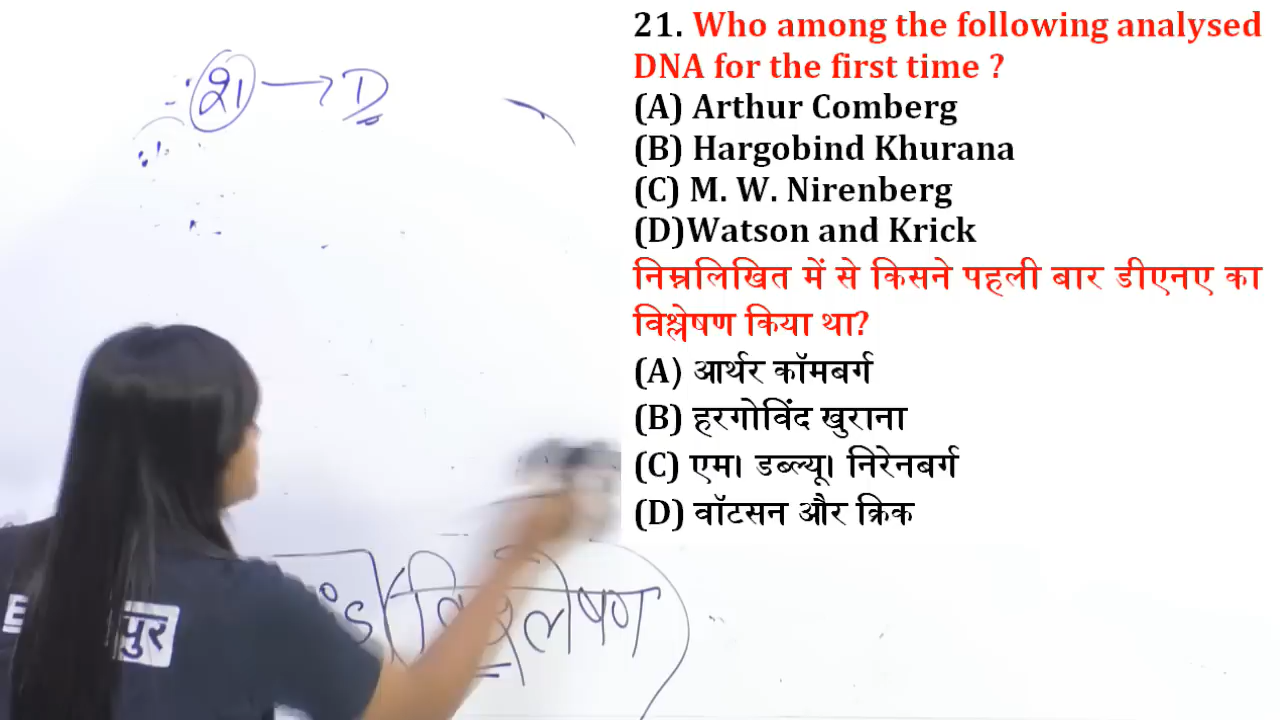 21. Who among the following analysed
DNA for the first time ?
(A) Arthur Comberg
(B) Hargobind Khurana
(C) M. W. Nirenberg
(D)Watson and Krick
निम्नलिखित में से किसने पहली बार डीएनए का
विश्लेषण किया था?
(A) आर्थर कॉमबर्ग
(B) हरगोविंद खुराना
(C) एम। डब्ल्यू। निरेनबर्ग
(D) वॉटसन और क्रिक
21 → D
विश्लेषण
पुर